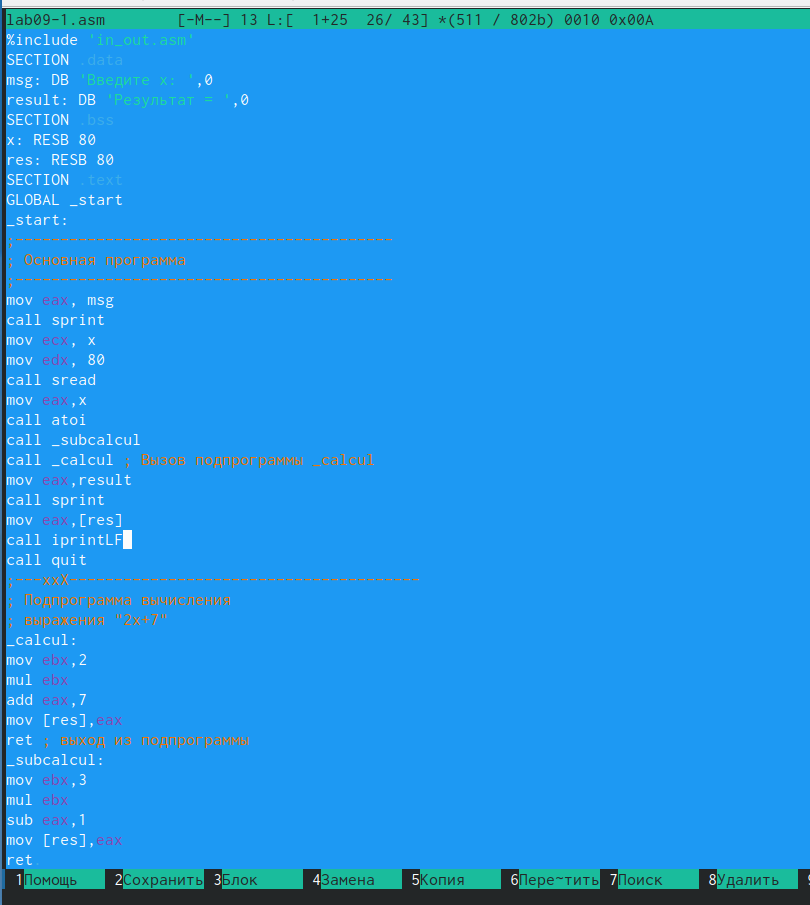 lab09-1.asm [-M--] 13 L:[ 1+25 26/ 43] *(511 / 802b) 0010 0x00A
%include 'in_out.asm'
SECTION .data
msg: DB 'Введите x: ',0
result: DB 'Результат = ',0
SECTION .bss
x: RESB 80
res: RESB 80
SECTION .text
GLOBAL _start
_start:
;------------------------------------------
; Основная программа
;------------------------------------------
mov eax, msg
call sprint
mov ecx, x
mov edx, 80
call sread
mov eax,x
call atoi
call _subcalcul
call _calcul ; Вызов подпрограммы _calcul
mov eax,result
call sprint
mov eax,[res]
call iprintLF
call quit
;---xxX---------------------------------------
; Подпрограмма вычисления
; выражения "2x+7"
_calcul:
mov ebx,2
mul ebx
add eax,7
mov [res],eax
ret ; выход из подпрограммы
_subcalcul:
mov ebx,3
mul ebx
sub eax,1
mov [res],eax
ret
1Помощь 2Сохранить 3Блок 4Замена 5Копия 6Пере~тить 7Поиск 8Удалить 9